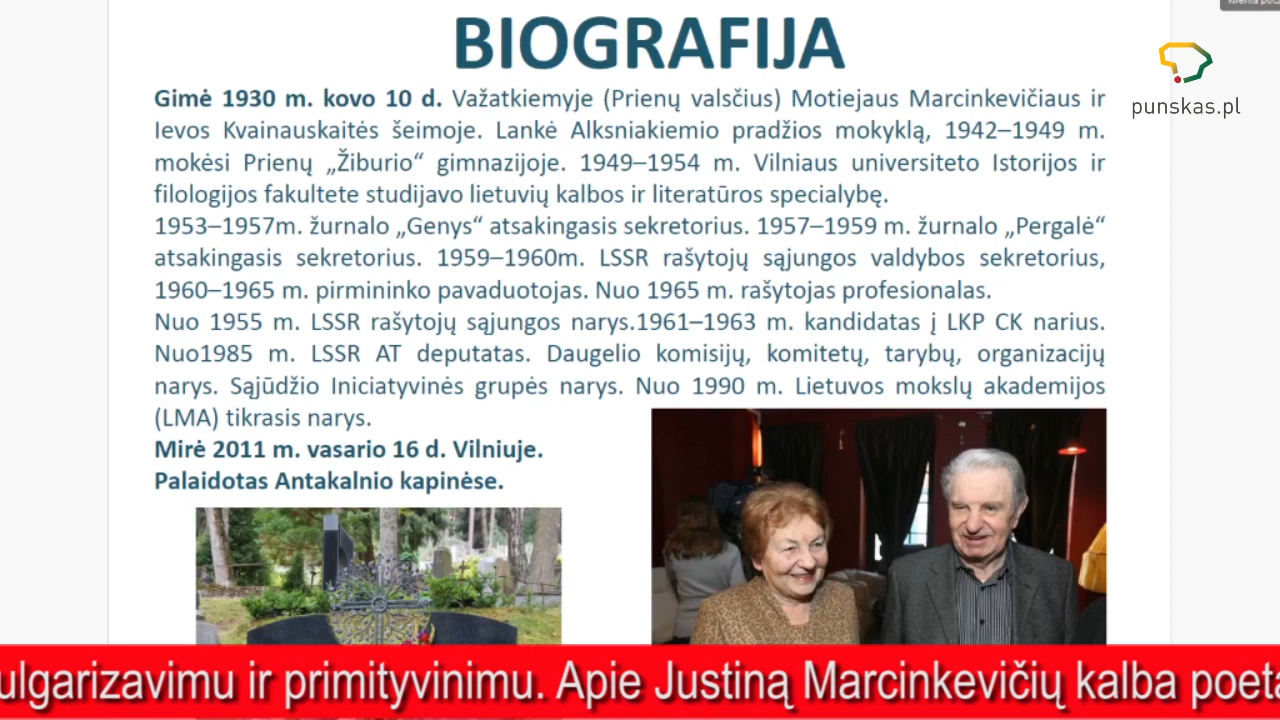 BIOGRAFIJA
Gimė 1930 m. kovo 10 d. Važatkiemyje (Prienų valsčius) Motiejaus Marcinkevičiaus ir
Ievos Kvainauskaitės šeimoje. Lankė Alksniakiemio pradžios mokyklą, 1942–1949 m.
mokėsi Prienų „Žiburio“ gimnazijoje. 1949–1954 m. Vilniaus universiteto Istorijos ir
filologijos fakultete studijavo lietuvių kalbos ir literatūros specialybę.
1953–1957m. žurnalo „Genys“ atsakingasis sekretorius. 1957–1959 m. žurnalo „Pergalė“
atsakingasis sekretorius. 1959–1960m. LSSR rašytojų sąjungos valdybos sekretorius,
1960–1965 m. pirmininko pavaduotojas. Nuo 1965 m. rašytojas profesionalas.
Nuo 1955 m. LSSR rašytojų sąjungos narys.1961–1963 m. kandidatas į LKP CK narius.
Nuo1985 m. LSSR AT deputatas. Daugelio komisijų, komitetų, tarybų, organizacijų
narys. Sąjūdžio Iniciatyvinės grupės narys. Nuo 1990 m. Lietuvos mokslų akademijos
(LMA) tikrasis narys.
Mirė 2011 m. vasario 16 d. Vilniuje.
Palaidotas Antakalnio kapinėse.
punskas.pl
ulgarizavimu ir primityvinimu. Apie Justiną Marcinkevičių kalba poeta